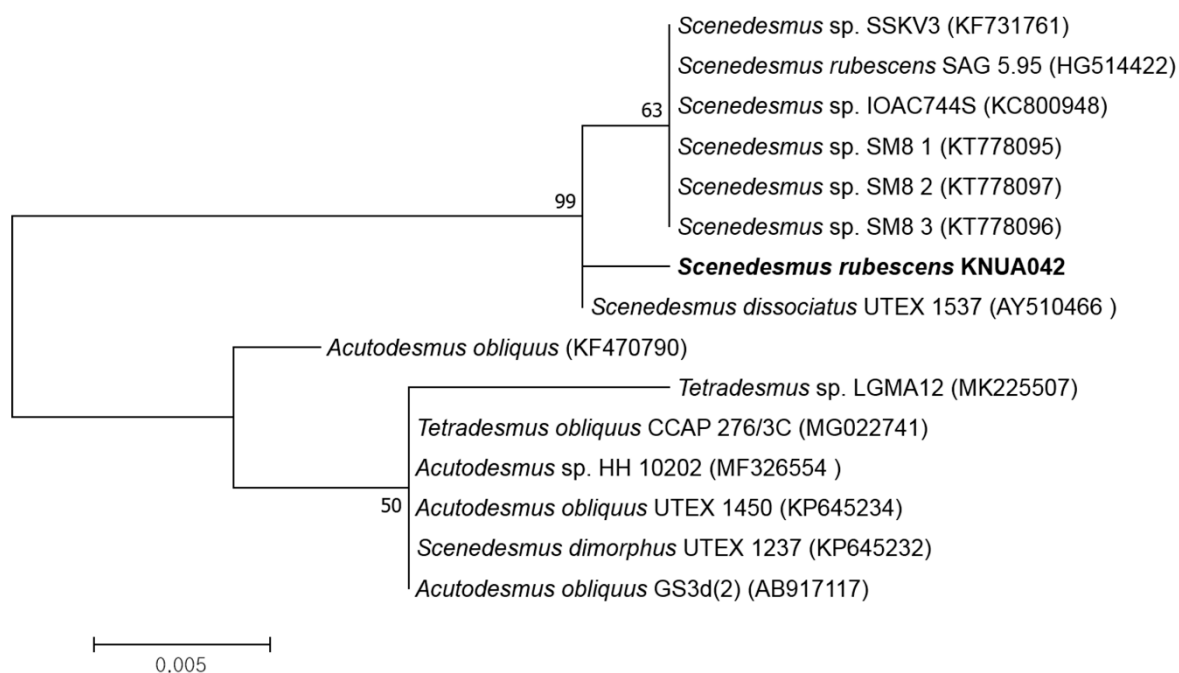 Scenedesmus sp. SSKV3 (KF731761)
Scenedesmus rubescens SAG 5.95 (HG514422)
63
Scenedesmus sp. IOAC744S (KC800948)
Scenedesmus sp. SM8 1 (KT778095)
Scenedesmus sp. SM8 2 (KT778097)
99
Scenedesmus sp. SM8 3 (KT778096)
Scenedesmus rubescens KNUA042
Scenedesmus dissociatus UTEX 1537 (AY510466 )
Acutodesmus obliquus (KF470790)
Tetradesmus sp. LGMA12 (MK225507)
Tetradesmus obliquus CCAP 276/3C (MG022741)
Acutodesmus sp. HH 10202 (MF326554 )
50
Acutodesmus obliquus UTEX 1450 (KP645234)
Scenedesmus dimorphus UTEX 1237 (KP645232)
Acutodesmus obliquus GS3d(2) (AB917117)
0.005